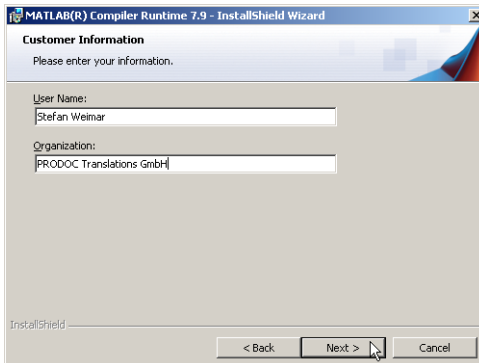 MATLAB(R) Compiler Runtime 7.9 - InstallShield Wizard
Customer Information
Please enter your information.
User Name:
Stefan Weimar
Organization:
PRODOC Translations GmbH
InstallShield
< Back Next > Cancel